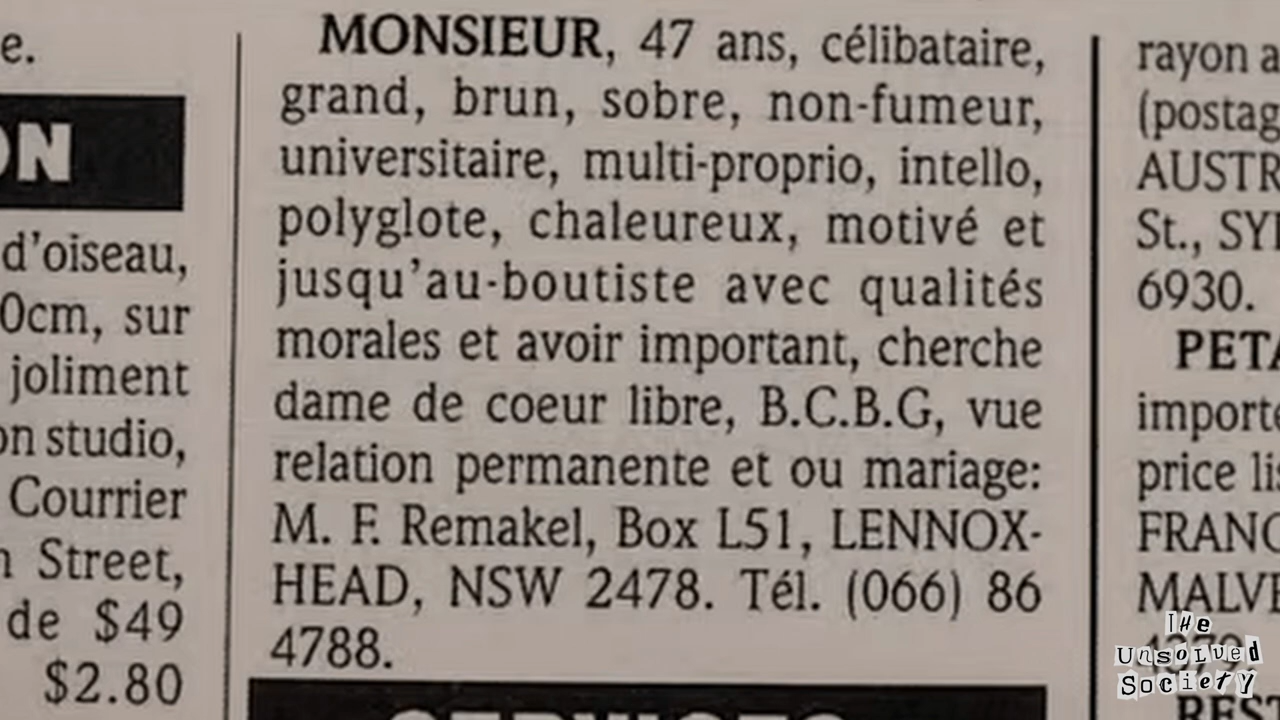 e.
ON
d'oiseau,
0cm, sur
joliment
on studio,
Courrier
Street,
de $49
$2.80
MONSIEUR, 47 ans, célibataire,
grand, brun, sobre, non-fumeur,
universitaire, multi-proprio, intello,
polyglote, chaleureux, motivé et
jusqu'au-boutiste avec qualités
morales et avoir important, cherche
dame de coeur libre, B.C.B.G, vue
relation permanente et ou mariage:
M. F. Remakel, Box L51, LENNOX-
HEAD, NSW 2478. Tél. (066) 86
4788.
rayon a
(postag
AUSTR
St., SY
6930.
PETA
importe
price lis
FRANC
MALVE
REST
THe
UnSoLved
SocietY